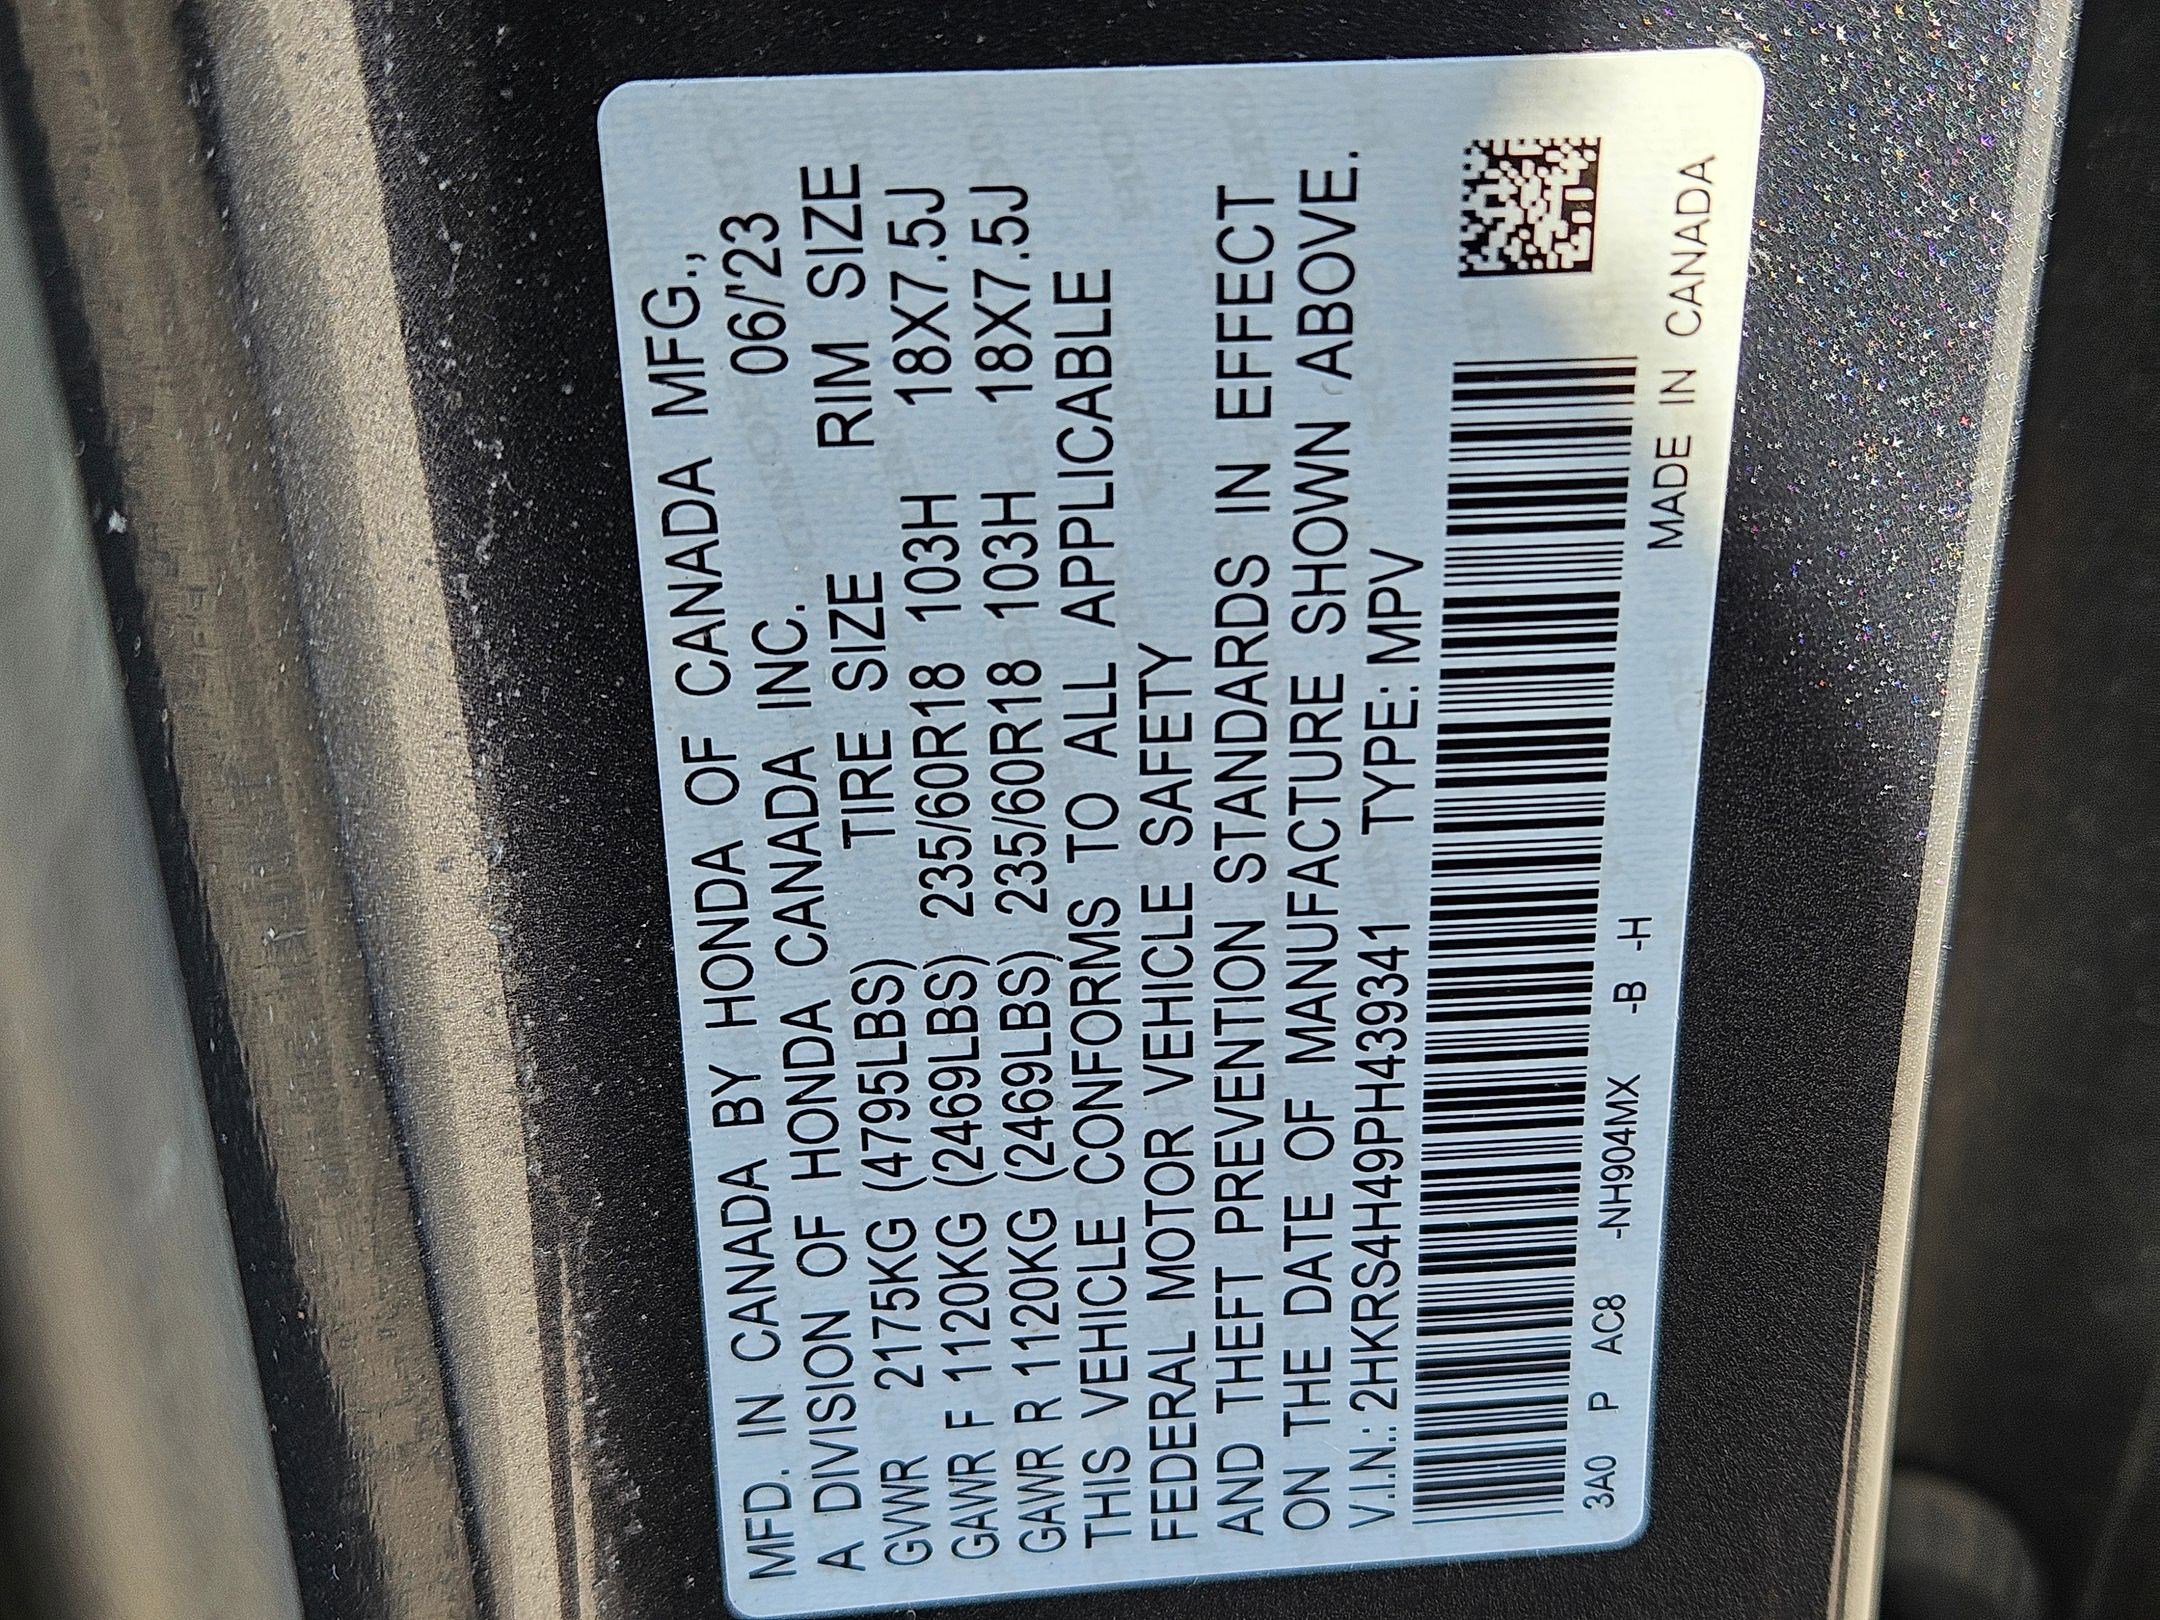 MFD. IN CANADA BY HONDA OF CANADA MFG.,
A DIVISION OF HONDA CANADA INC. 06/'23
TIRE SIZE RIM SIZE
GVWR 2175KG (4795LBS)
GAWR F 1120KG (2469LBS) 235/60R18 103H 18X7.5J
GAWR R 1120KG (2469LBS) 235/60R18 103H 18X7.5J
THIS VEHICLE CONFORMS TO ALL APPLICABLE
FEDERAL MOTOR VEHICLE SAFETY
AND THEFT PREVENTION STANDARDS IN EFFECT
ON THE DATE OF MANUFACTURE SHOWN ABOVE.
V.I.N.: 2HKRS4H49PH439341 TYPE: MPV
3A0 P AC8 -NH904MX -B -H
MADE IN CANADA